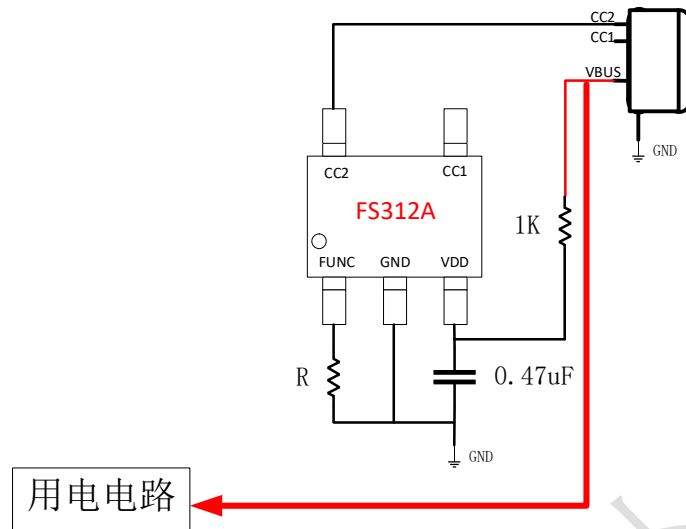 CC2
CC1
VBUS
GND
CC2
CC1
FS312A
1K
FUNC
GND
VDD
R
0.47uF
GND
用电电路